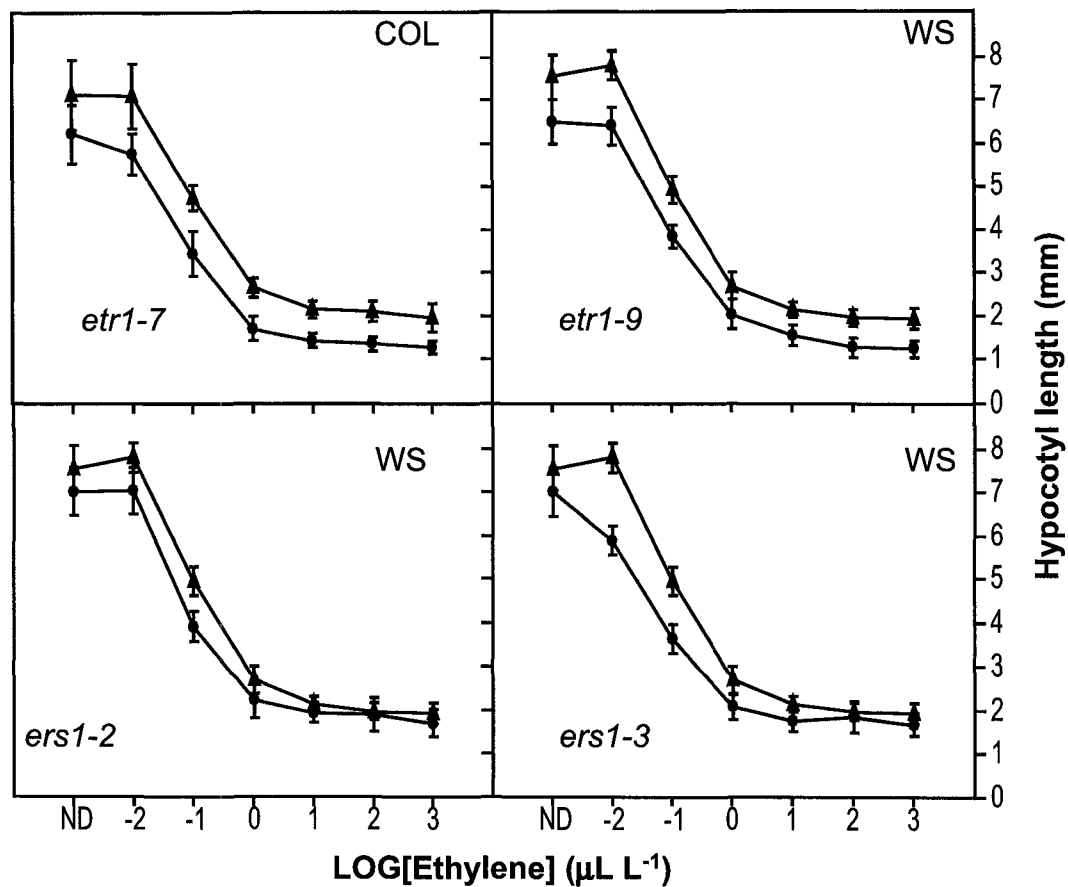 COL
WS
etr1-7
etr1-9
8
7
6
5
4
3
2
1
0
WS
WS
ers1-2
ers1-3
8
7
6
5
4
3
2
1
0
Hypocotyl length (mm)
ND -2 -1 0 1 2 3 ND -2 -1 0 1 2 3
LOG[Ethylene] (μL L⁻¹)